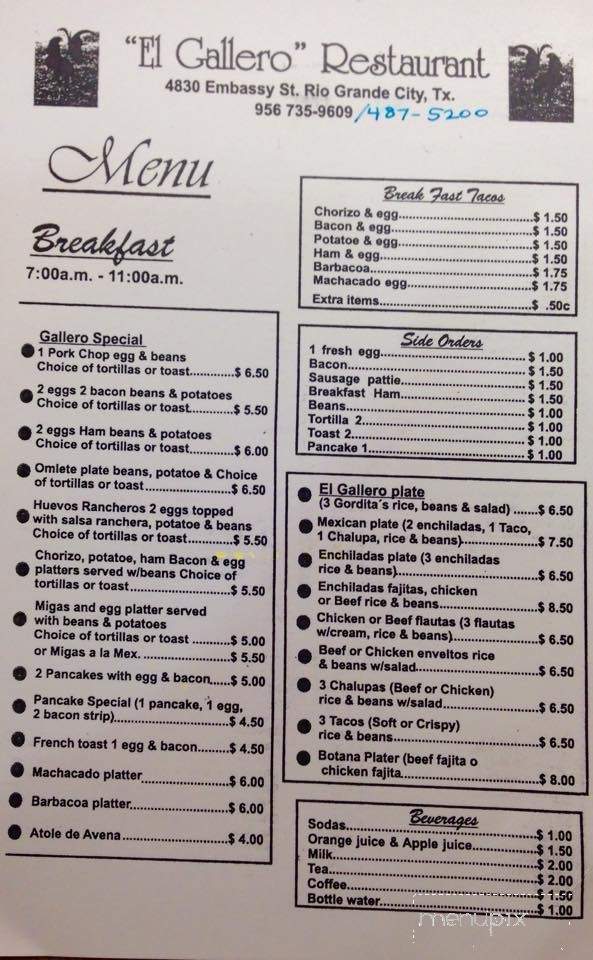 "El Gallero" Restaurant
4830 Embassy St. Rio Grande City, Tx.
956 735-9609 /487-5200
Menu
Breakfast
7:00a.m. - 11:00a.m.
Gallero Special
1 Pork Chop egg & beans
Choice of tortillas or toast............$ 6.50
2 eggs 2 bacon beans & potatoes
Choice of tortillas or toast............$ 5.50
2 eggs Ham beans & potatoes
Choice of tortillas or toast............$ 6.00
Omlete plate beans, potatoe & Choice
of tortillas or toast.......................$ 6.50
Huevos Rancheros 2 eggs topped
with salsa ranchera, potatoe & beans
Choice of tortillas or toast............$ 5.50
Chorizo, potatoe, ham Bacon & egg
platters served w/beans Choice of
tortillas or toast...........................$ 5.50
Migas and egg platter served
with beans & potatoes
Choice of tortillas or toast ..........$ 5.00
or Migas a la Mex. ......................$ 5.50
2 Pancakes with egg & bacon.....$ 5.00
Pancake Special (1 pancake, 1 egg,
2 bacon strip)..............................$ 4.50
French toast 1 egg & bacon........$ 4.50
Machacado platter......................$ 6.00
Barbacoa platter.........................$ 6.00
Atole de Avena...........................$ 4.00
Break Fast Tacos
Chorizo & egg..................................$ 1.50
Bacon & egg....................................$ 1.50
Potatoe & egg..................................$ 1.50
Ham & egg.......................................$ 1.50
Barbacoa.........................................$ 1.75
Machacado egg................................$ 1.75
Extra items.......................................$ .50c
Side Orders
1 fresh egg.....................................$ 1.00
Bacon.............................................$ 1.50
Sausage pattie................................$ 1.50
Breakfast Ham................................$ 1.50
Beans.............................................$ 1.00
Tortilla 2.........................................$ 1.00
Toast 2...........................................$ 1.00
Pancake 1.......................................$ 1.00
El Gallero plate
(3 Gordita´s rice, beans & salad) ......$ 6.50
Mexican plate (2 enchiladas, 1 Taco,
1 Chalupa, rice & beans)...................$ 7.50
Enchiladas plate (3 enchiladas
rice & beans)....................................$ 6.50
Enchiladas fajitas, chicken
or Beef rice & beans.........................$ 8.50
Chicken or Beef flautas (3 flautas
w/cream, rice & beans).....................$ 6.50
Beef or Chicken enveltos rice
& beans w/salad...............................$ 6.50
3 Chalupas (Beef or Chicken)
rice & beans w/salad........................$ 6.50
3 Tacos (Soft or Crispy)
rice & beans.....................................$ 6.50
Botana Plater (beef fajita o
chicken fajita...................................$ 8.00
Beverages
Sodas................................................$ 1.00
Orange juice & Apple juice................$ 1.50
Milk...................................................$ 2.00
Tea....................................................$ 2.00
Coffee...............................................$ 1.50
Bottle water......................................$ 1.00
menupix